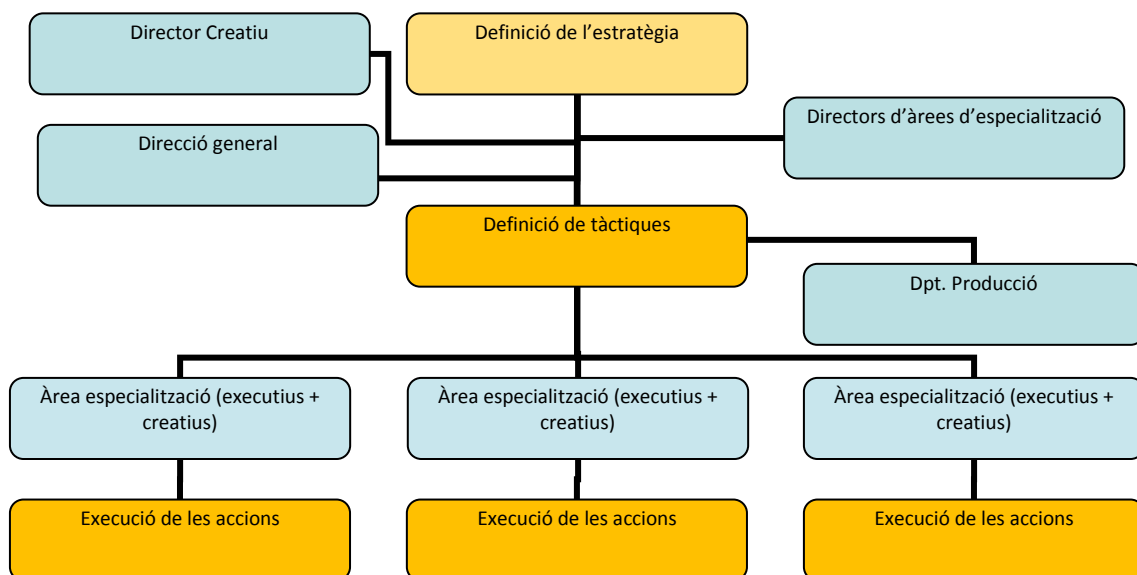 Director Creatiu
Definició de l'estratègia
Directors d'àrees d'especialització
Direcció general
Definició de tàctiques
Dpt. Producció
Àrea especialització (executius +
creatius)
Àrea especialització (executius +
creatius)
Àrea especialització (executius +
creatius)
Execució de les accions
Execució de les accions
Execució de les accions